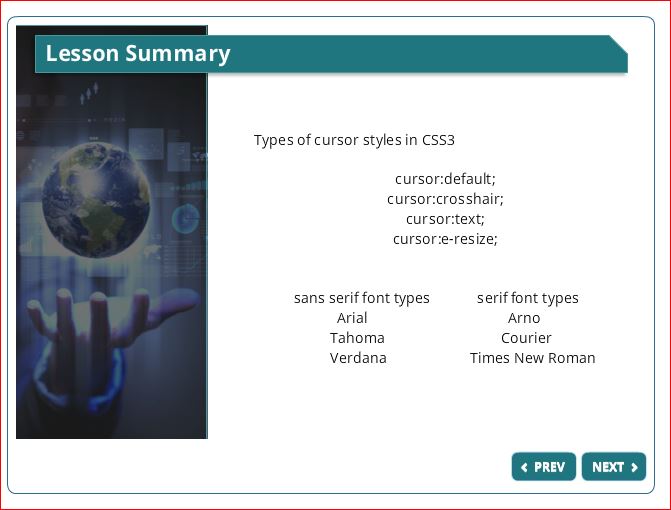 Lesson Summary
Types of cursor styles in CSS3
cursor:default;
cursor:crosshair;
cursor:text;
cursor:e-resize;
sans serif font types
Arial
Tahoma
Verdana
serif font types
Arno
Courier
Times New Roman
PREV
NEXT